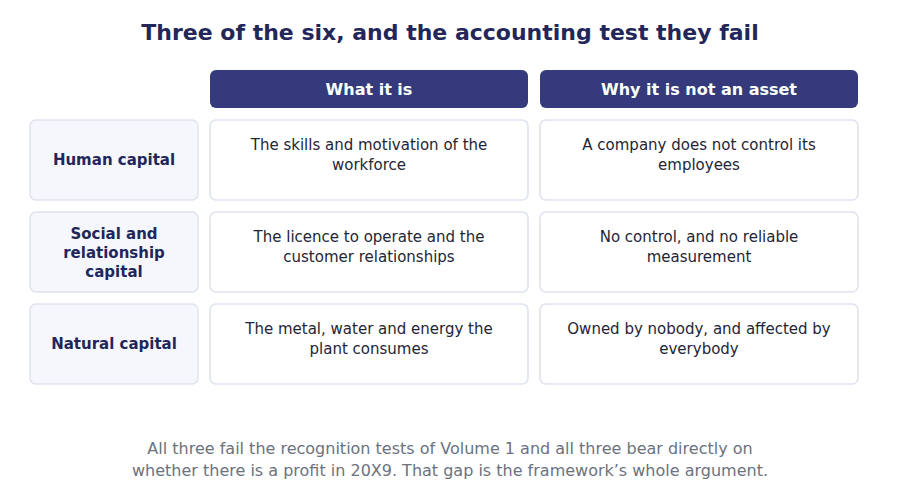 Three of the six, and the accounting test they fail
What it is
Why it is not an asset
Human capital
The skills and motivation of the
workforce
A company does not control its
employees
Social and
relationship
capital
The licence to operate and the
customer relationships
No control, and no reliable
measurement
Natural capital
The metal, water and energy the
plant consumes
Owned by nobody, and affected by
everybody
All three fail the recognition tests of Volume 1 and all three bear directly on
whether there is a profit in 20X9. That gap is the framework’s whole argument.